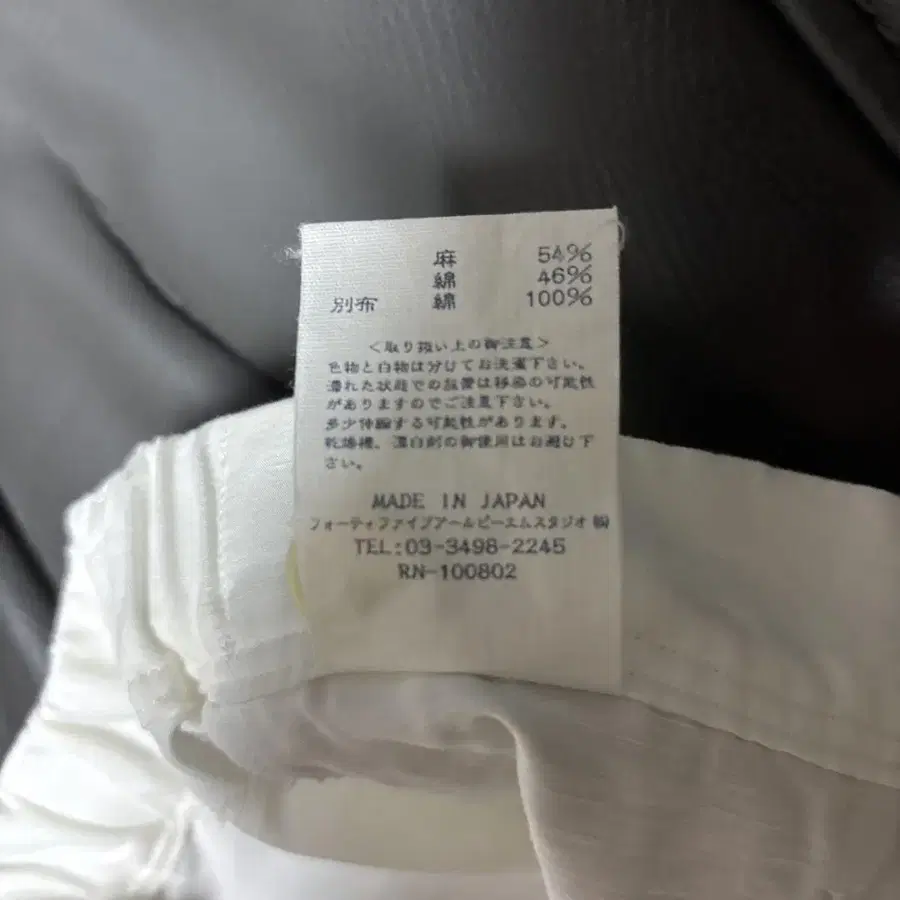 麻 54%
綿 46%
別布 綿 100%
<取り扱い上の御注意>
色物と白物は分けてお洗濯下さい。
濡れた状態での放置は移染の可能性
がありますのでご注意下さい。
多少伸縮する可能性があります。
乾燥機、漂白剤の御使用はお避け下
さい。
MADE IN JAPAN
フォーティファイブアールピーエムスタジオ ㈱
TEL:03-3498-2245
RN-100802